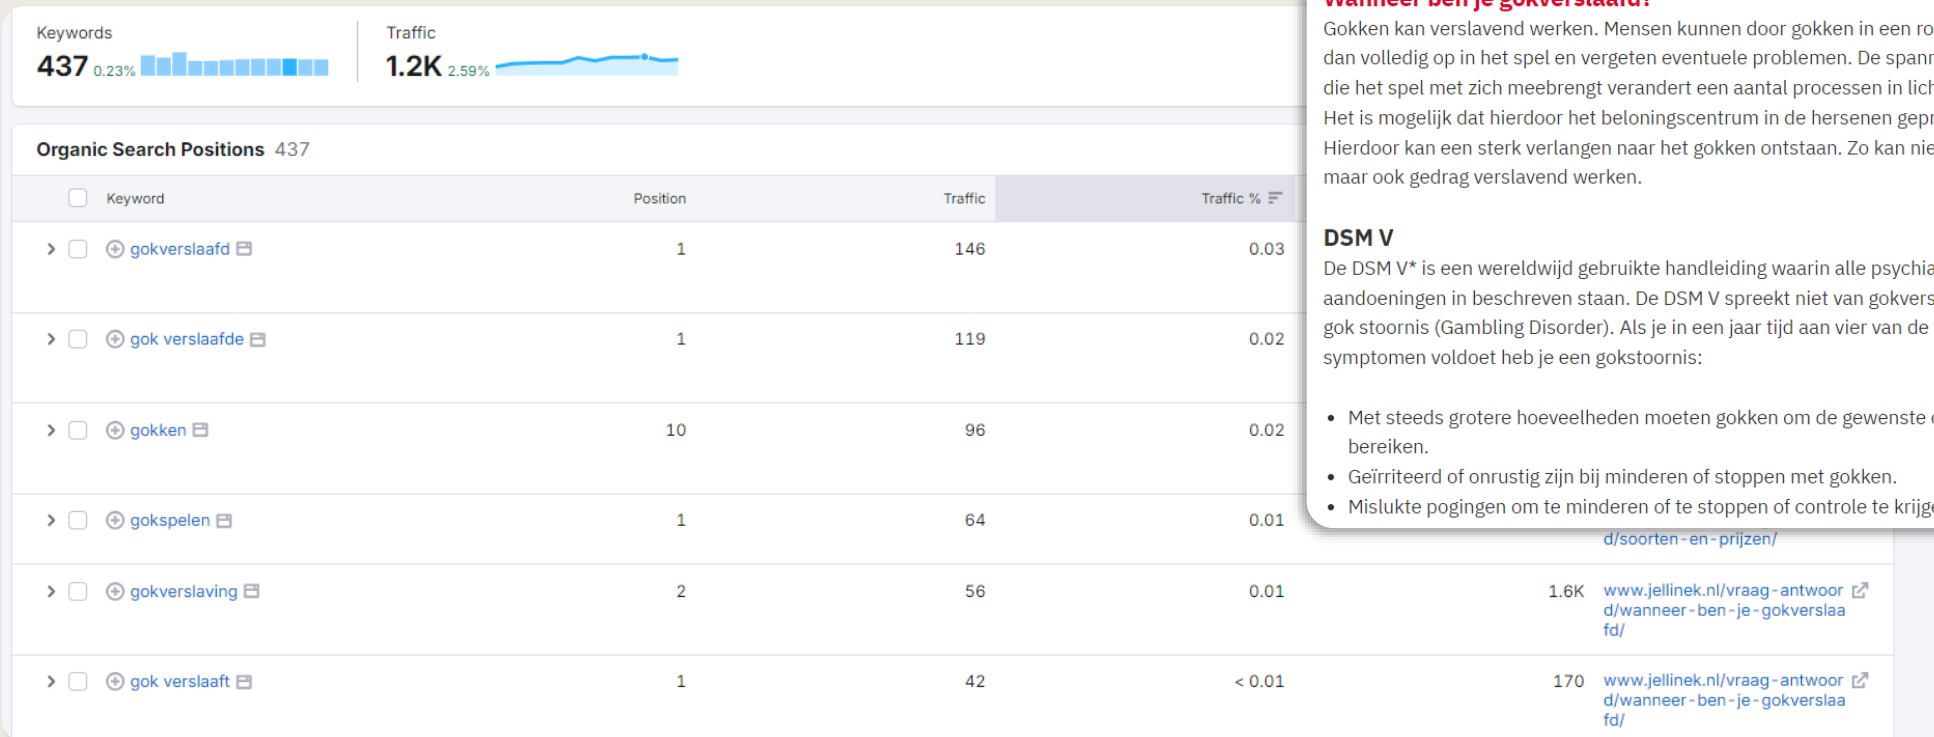 Keywords
437 0.23%
Traffic
1.2K 2.59%
Organic Search Positions 437
Keyword Position Traffic Traffic %
gokverslaafd 1 146 0.03
gok verslaafde 1 119 0.02
gokken 10 96 0.02
gokspelen 1 64 0.01
d/soorten-en-prijzen/
gokverslaving 2 56 0.01 1.6K www.jellinek.nl/vraag-antwoor
d/wanneer-ben-je-gokverslaa
fd/
gok verslaaft 1 42 < 0.01 170 www.jellinek.nl/vraag-antwoor
d/wanneer-ben-je-gokverslaa
fd/
Wanneer ben je gokverslaafd?
Gokken kan verslavend werken. Mensen kunnen door gokken in een
dan volledig op in het spel en vergeten eventuele problemen. De
die het spel met zich meebrengt verandert een aantal processen in
Het is mogelijk dat hierdoor het beloningscentrum in de hersenen
Hierdoor kan een sterk verlangen naar het gokken ontstaan. Zo kan
maar ook gedrag verslavend werken.
DSM V
De DSM V* is een wereldwijd gebruikte handleiding waarin alle
aandoeningen in beschreven staan. De DSM V spreekt niet van
gok stoornis (Gambling Disorder). Als je in een jaar tijd aan vier van de
symptomen voldoet heb je een gokstoornis:
Met steeds grotere hoeveelheden moeten gokken om de gewenste
bereiken.
Geïrriteerd of onrustig zijn bij minderen of stoppen met gokken.
Mislukte pogingen om te minderen of te stoppen of controle te